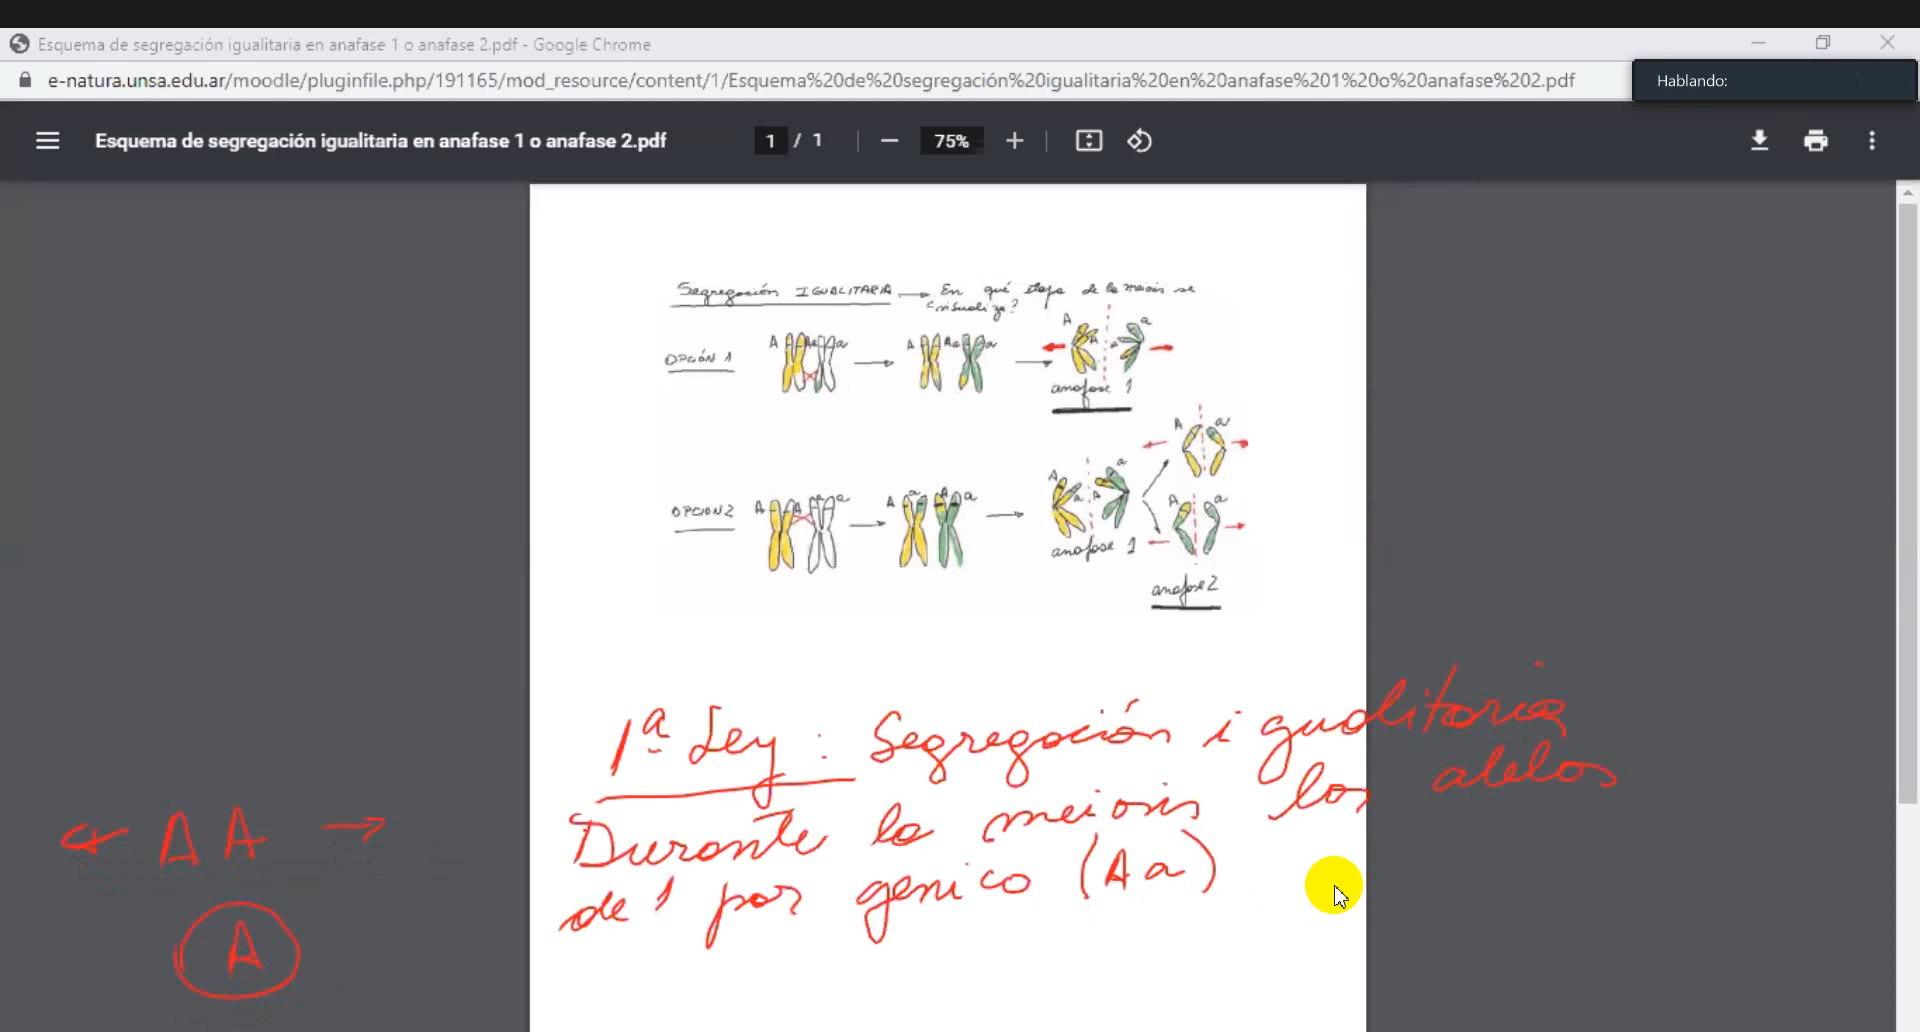 Esquema de segregación igualitaria en anafase 1 o anafase 2.pdf - Google Chrome
e-natura.unsa.edu.ar/moodle/pluginfile.php/191165/mod_resource/content/1/Esquema%20de%20segregación%20igualitaria%20en%20anafase%201%20o%20anafase%202.pdf
Hablando:
Esquema de segregación igualitaria en anafase 1 o anafase 2.pdf
1 / 1
75%
Segregación IGUALITARIA → En qué etapa de la meiosis se
visualiza?
OPCIÓN 1
A A a a
A A a a
A A a a
anafase 1
A a
OPCION 2
A A a a
A a A a
A a A a
anafase 1
A a
anafase 2
1ª Ley: Segregación igualitaria
Durante la meiosis los alelos
de 1 par génico (A a)
← A A →
A